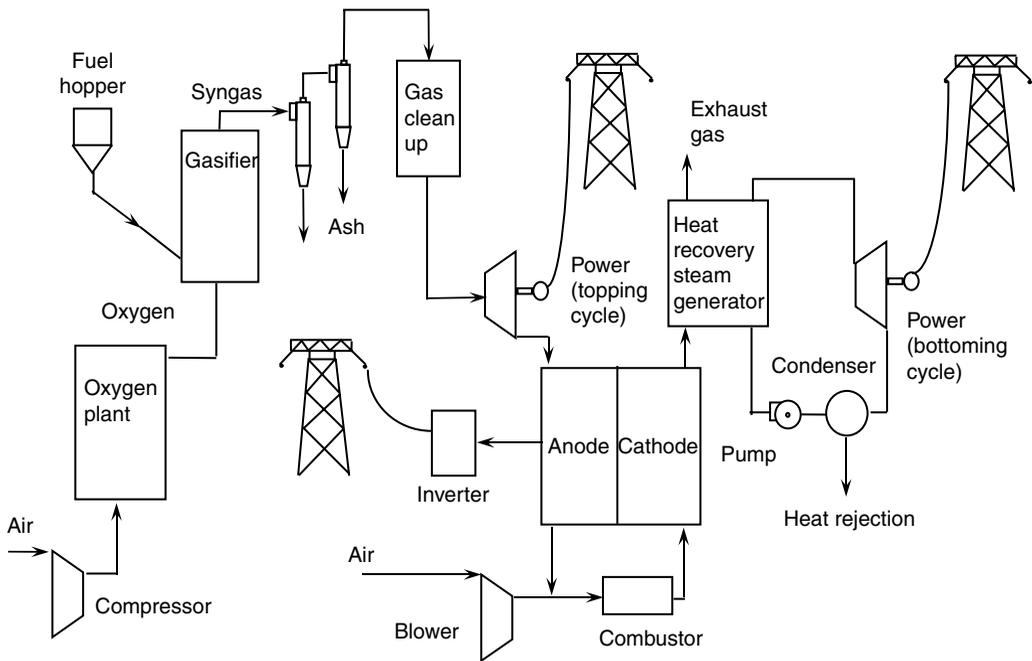 Fuel
hopper
Syngas
Gasifier
Gas
clean
up
Ash
Exhaust
gas
Heat
recovery
steam
generator
Power
(topping
cycle)
Oxygen
Oxygen
plant
Power
(bottoming
cycle)
Condenser
Anode
Cathode
Pump
Inverter
Heat rejection
Air
Air
Compressor
Blower
Combustor